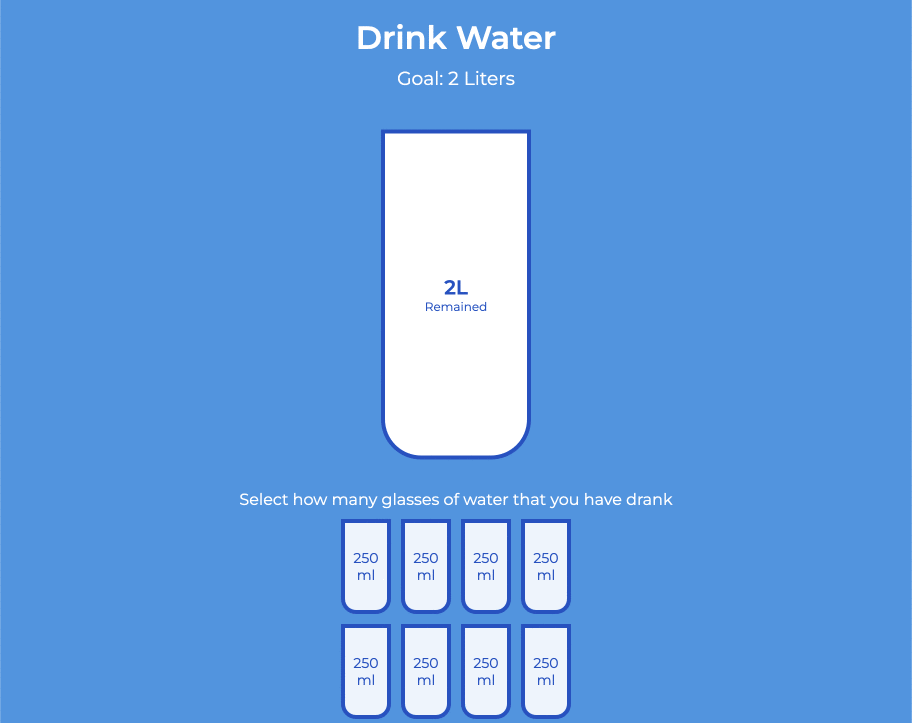 Drink Water
Goal: 2 Liters
2L
Remained
Select how many glasses of water that you have drank
250 250 250 250
ml ml ml ml
250 250 250 250
ml ml ml ml